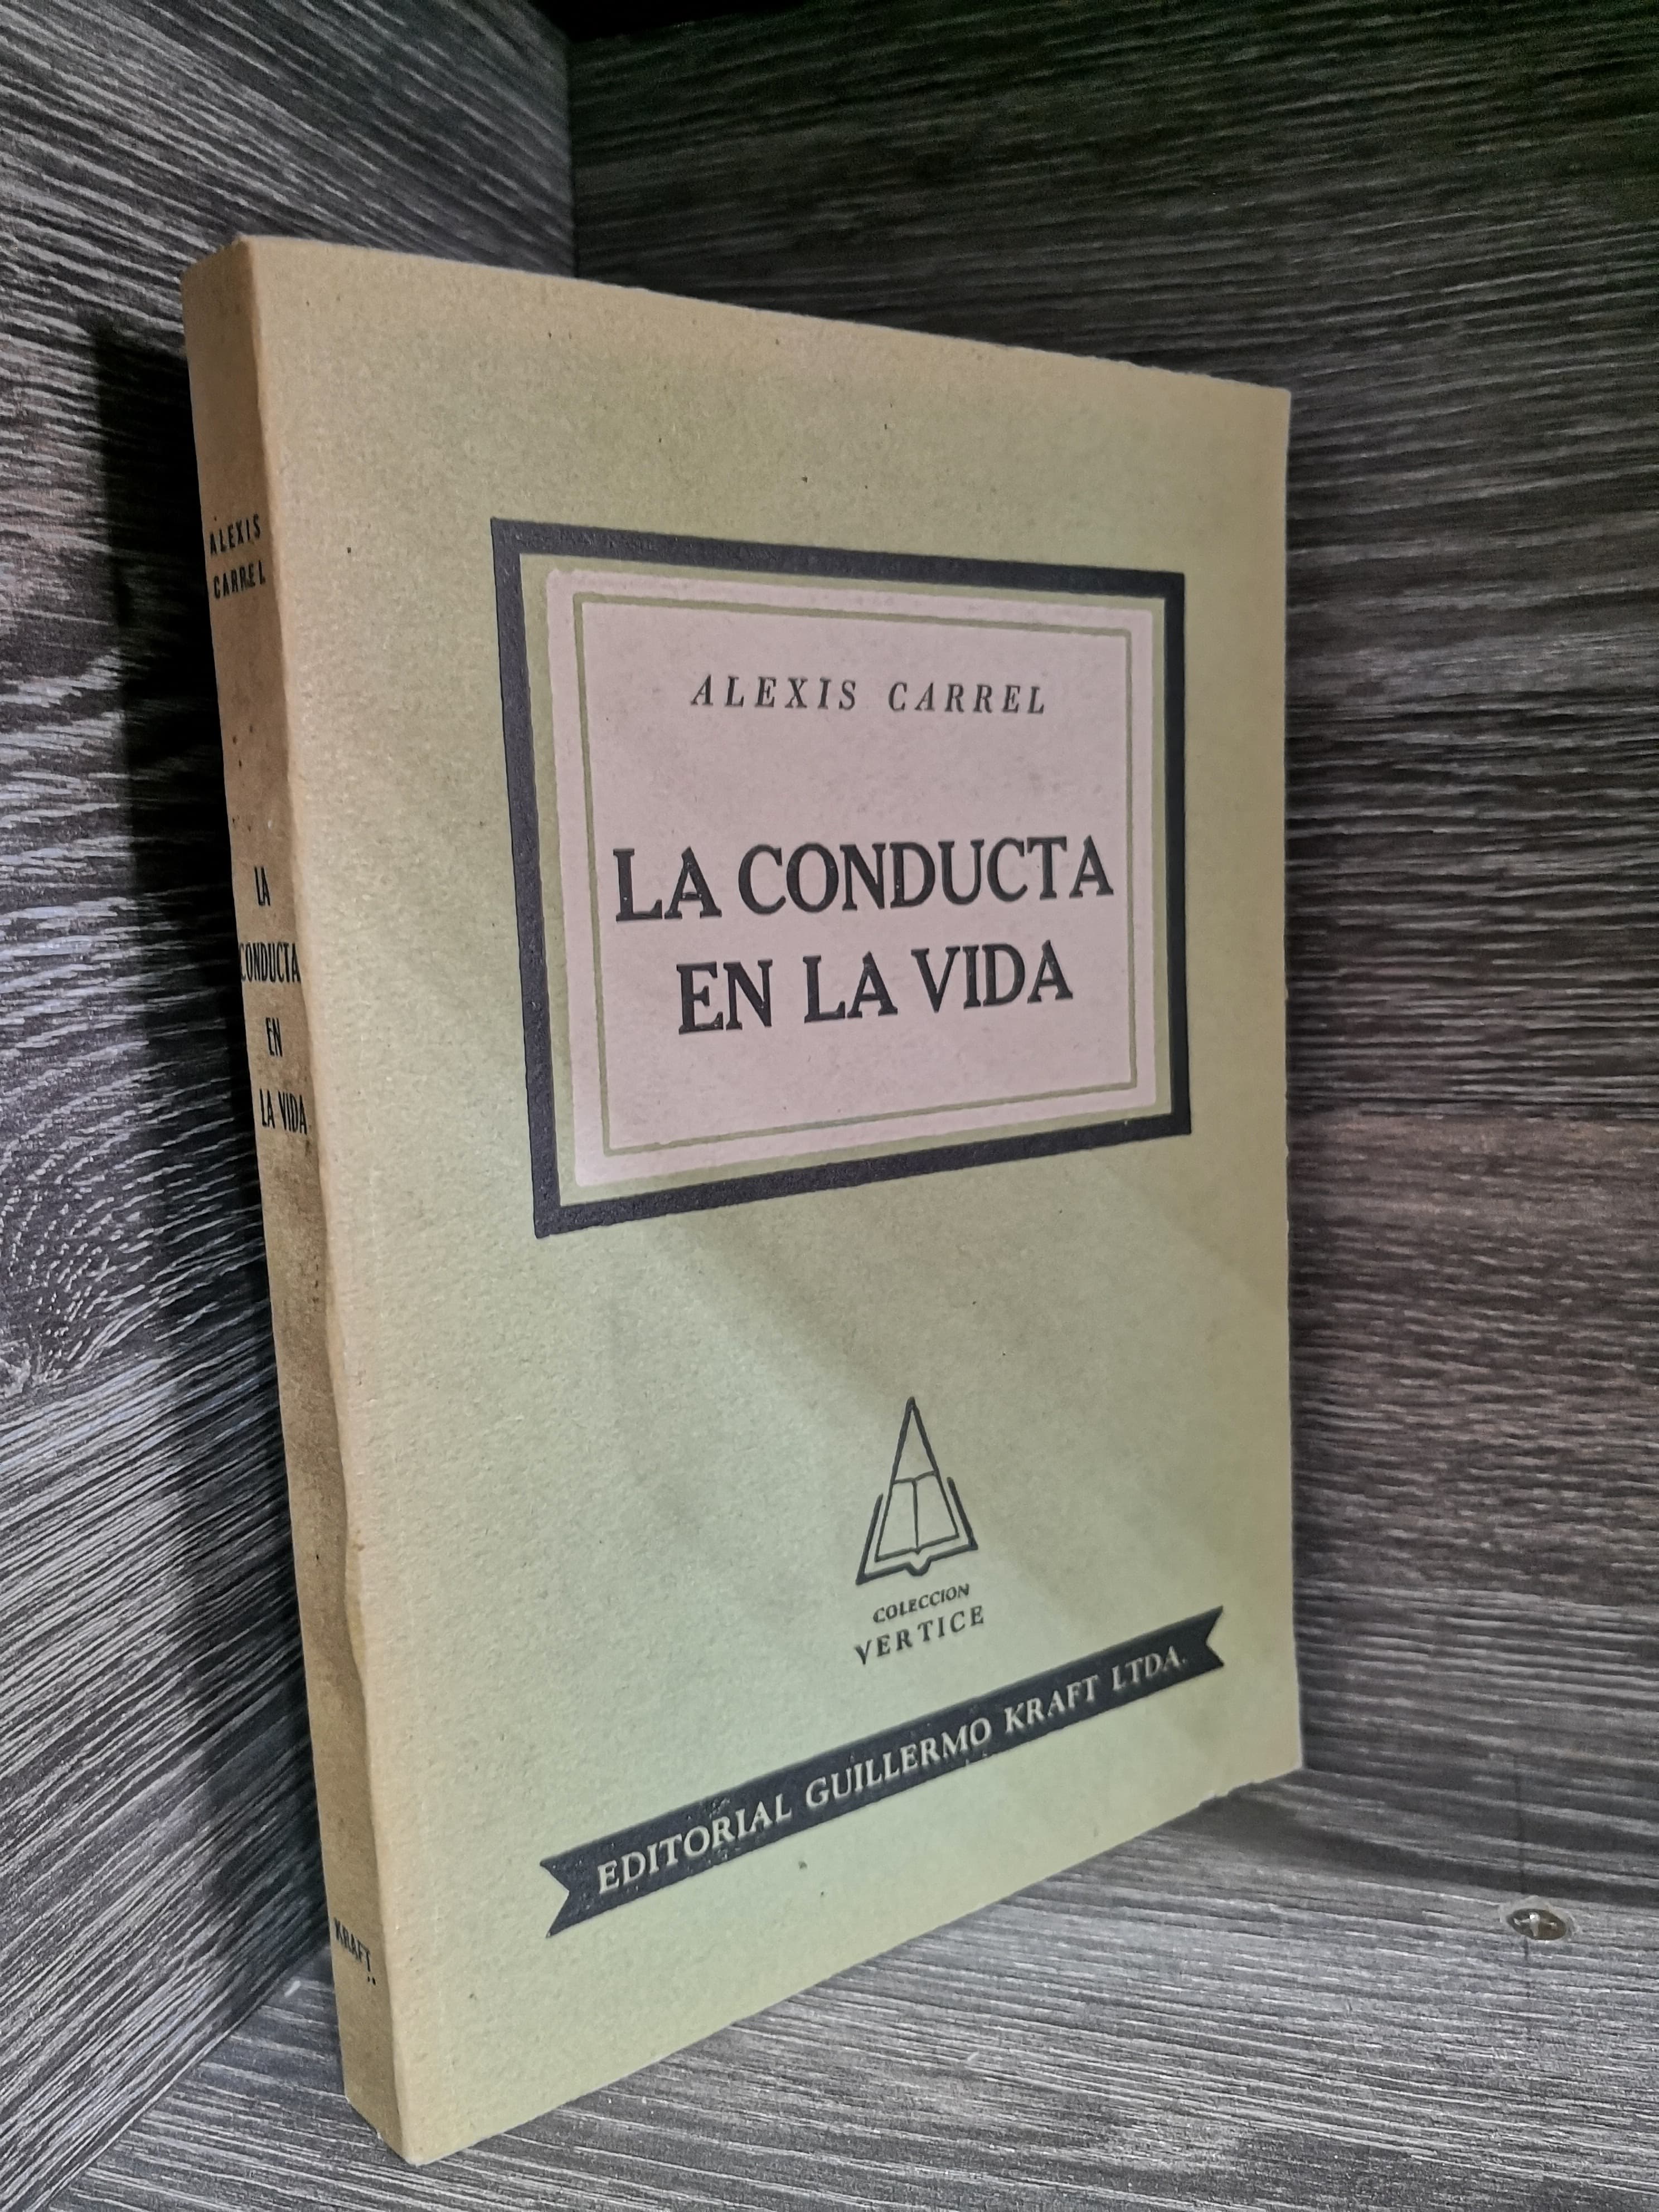 ALEXIS
CARREL
LA
CONDUCTA
EN
LA VIDA
KRAFT.
ALEXIS CARREL
LA CONDUCTA
EN LA VIDA
COLECCION
VERTICE
EDITORIAL GUILLERMO KRAFT LTDA.